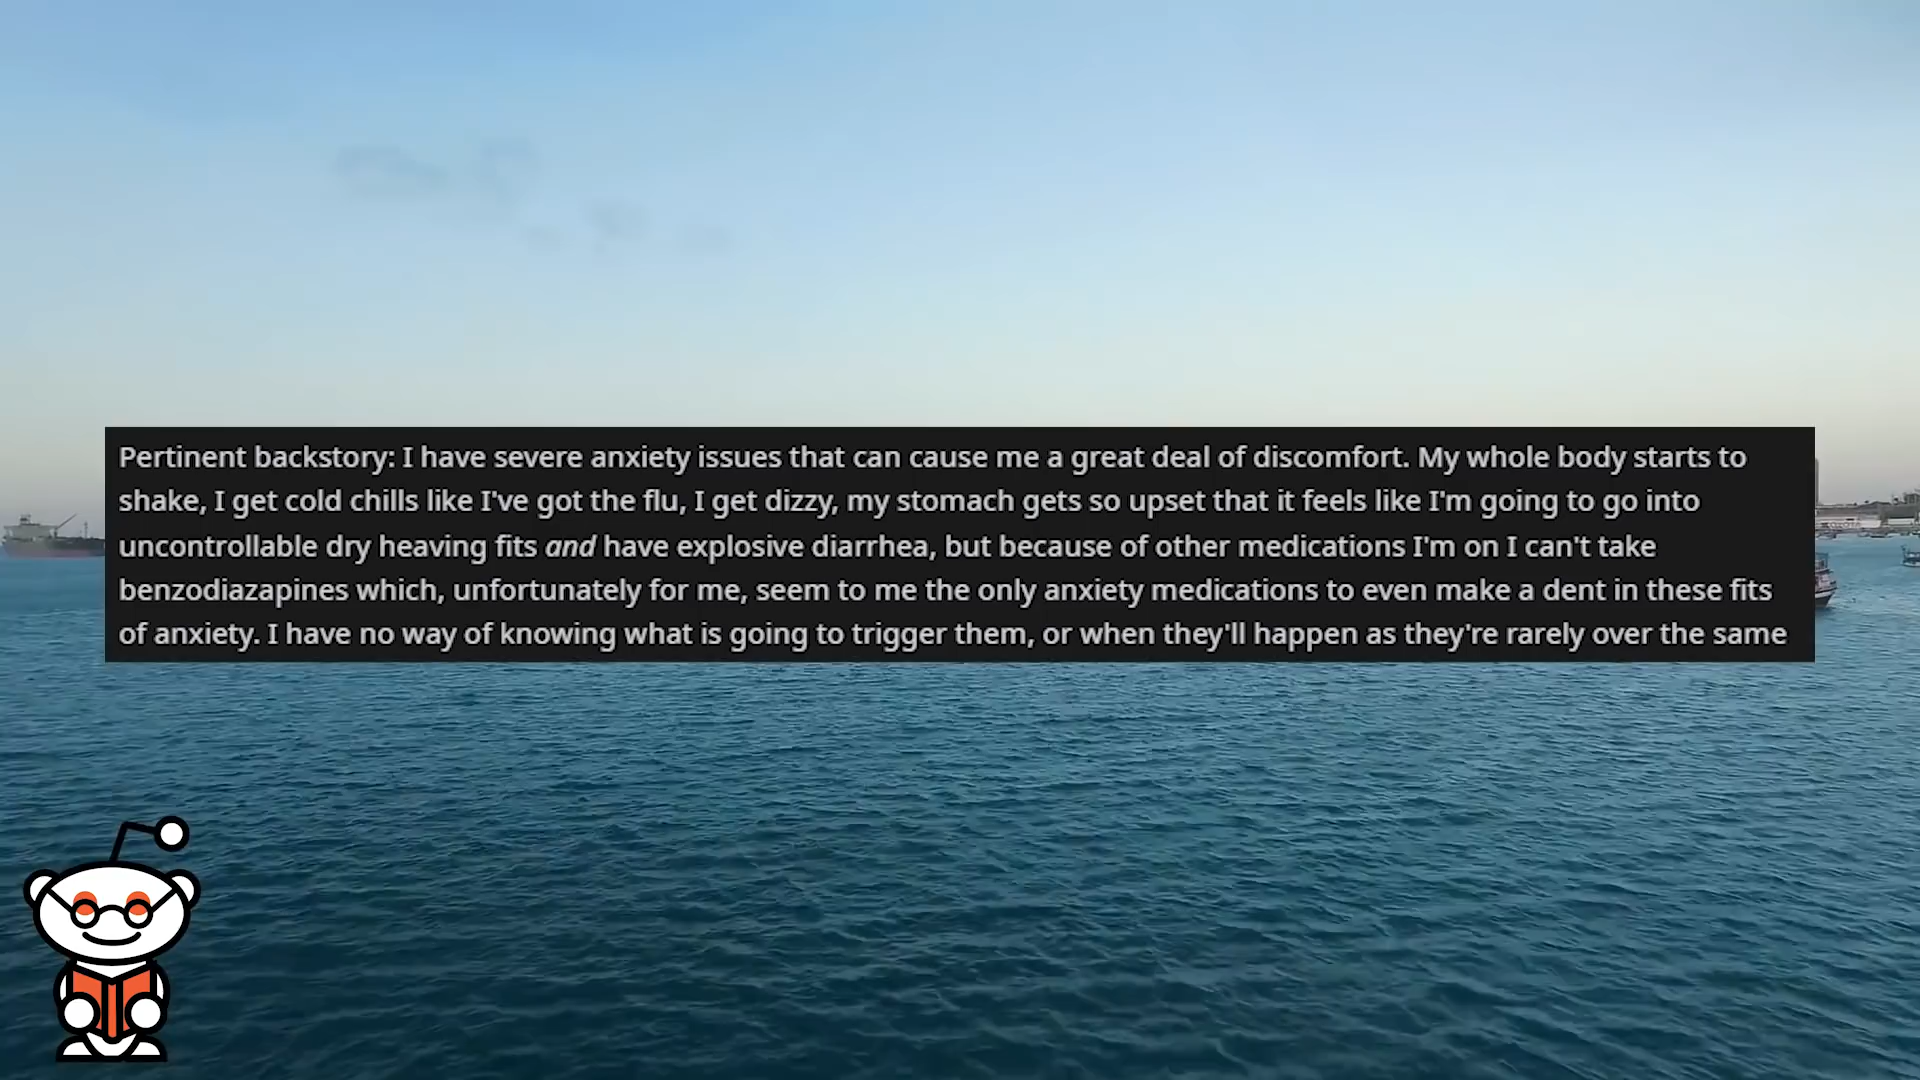 Pertinent backstory: I have severe anxiety issues that can cause me a great deal of discomfort. My whole body starts to
shake, I get cold chills like I've got the flu, I get dizzy, my stomach gets so upset that it feels like I'm going to go into
uncontrollable dry heaving fits and have explosive diarrhea, but because of other medications I'm on I can't take
benzodiazapines which, unfortunately for me, seem to me the only anxiety medications to even make a dent in these fits
of anxiety. I have no way of knowing what is going to trigger them, or when they'll happen as they're rarely over the same